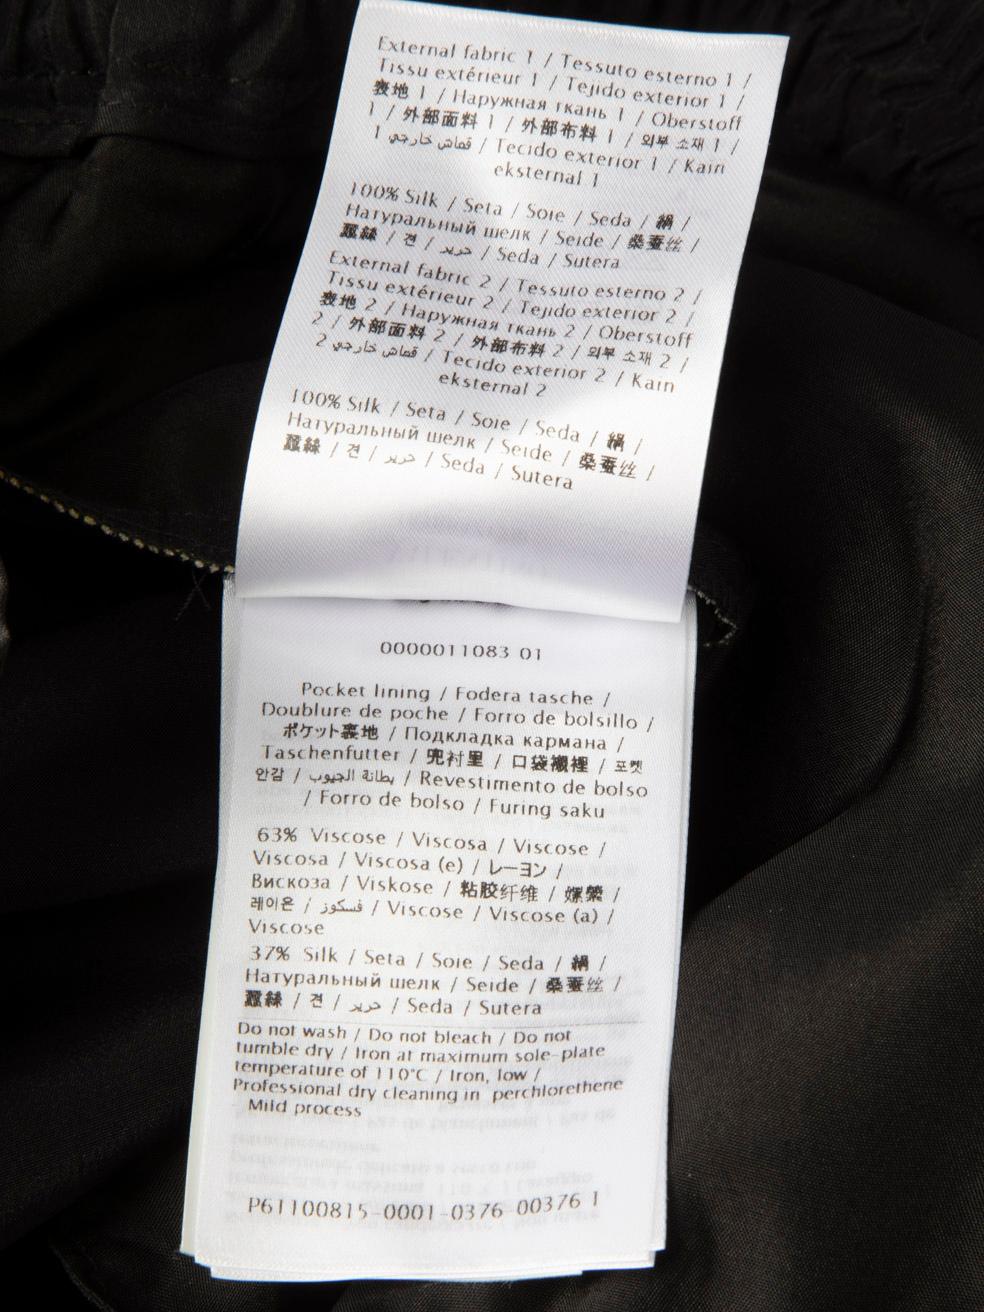 External fabric 1 / Tessuto esterno 1 /
Tissu extérieur 1 / Tejido exterior 1 /
表地 1 / Наружная ткань 1 / Oberstoff
1 / 外部面料 1 / 外部布料 1 / 외부 소재 1 /
قماش خارجي 1 / Tecido exterior 1 / Kain
eksternal 1
100% Silk / Seta / Soie / Seda / 絹 /
Натуральный шелк / Seide / 桑蚕丝 /
蠶絲 / 견 / حرير / Seda / Sutera
External fabric 2 / Tessuto esterno 2 /
Tissu extérieur 2 / Tejido exterior 2 /
表地 2 / Наружная ткань 2 / Oberstoff
2 / 外部面料 2 / 外部布料 2 / 외부 소재 2 /
قماش خارجي 2 / Tecido exterior 2 / Kain
eksternal 2
100% Silk / Seta / Soie / Seda / 絹 /
Натуральный шелк / Seide / 桑蚕丝 /
蠶絲 / 견 / حرير / Seda / Sutera
0000011083 01
Pocket lining / Fodera tasche /
Doublure de poche / Forro de bolsillo /
ポケット裏地 / Подкладка кармана /
Taschenfutter / 兜衬里 / 口袋襯裡 / 포켓
안감 / بطانة الجيوب / Revestimento de bolso
/ Forro de bolso / Furing saku
63% Viscose / Viscosa / Viscose /
Viscosa / Viscosa (e) / レーヨン /
Вискоза / Viskose / 粘胶纤维 / 嫘縈 /
레이온 / فسكوز / Viscose / Viscose (a) /
Viscose
37% Silk / Seta / Soie / Seda / 絹 /
Натуральный шелк / Seide / 桑蚕丝 /
蠶絲 / 견 / حرير / Seda / Sutera
Do not wash / Do not bleach / Do not
tumble dry / Iron at maximum sole-plate
temperature of 110°C / Iron, low /
Professional dry cleaning in perchlorethene
Mild process
P61100815-0001-0376-00376 1